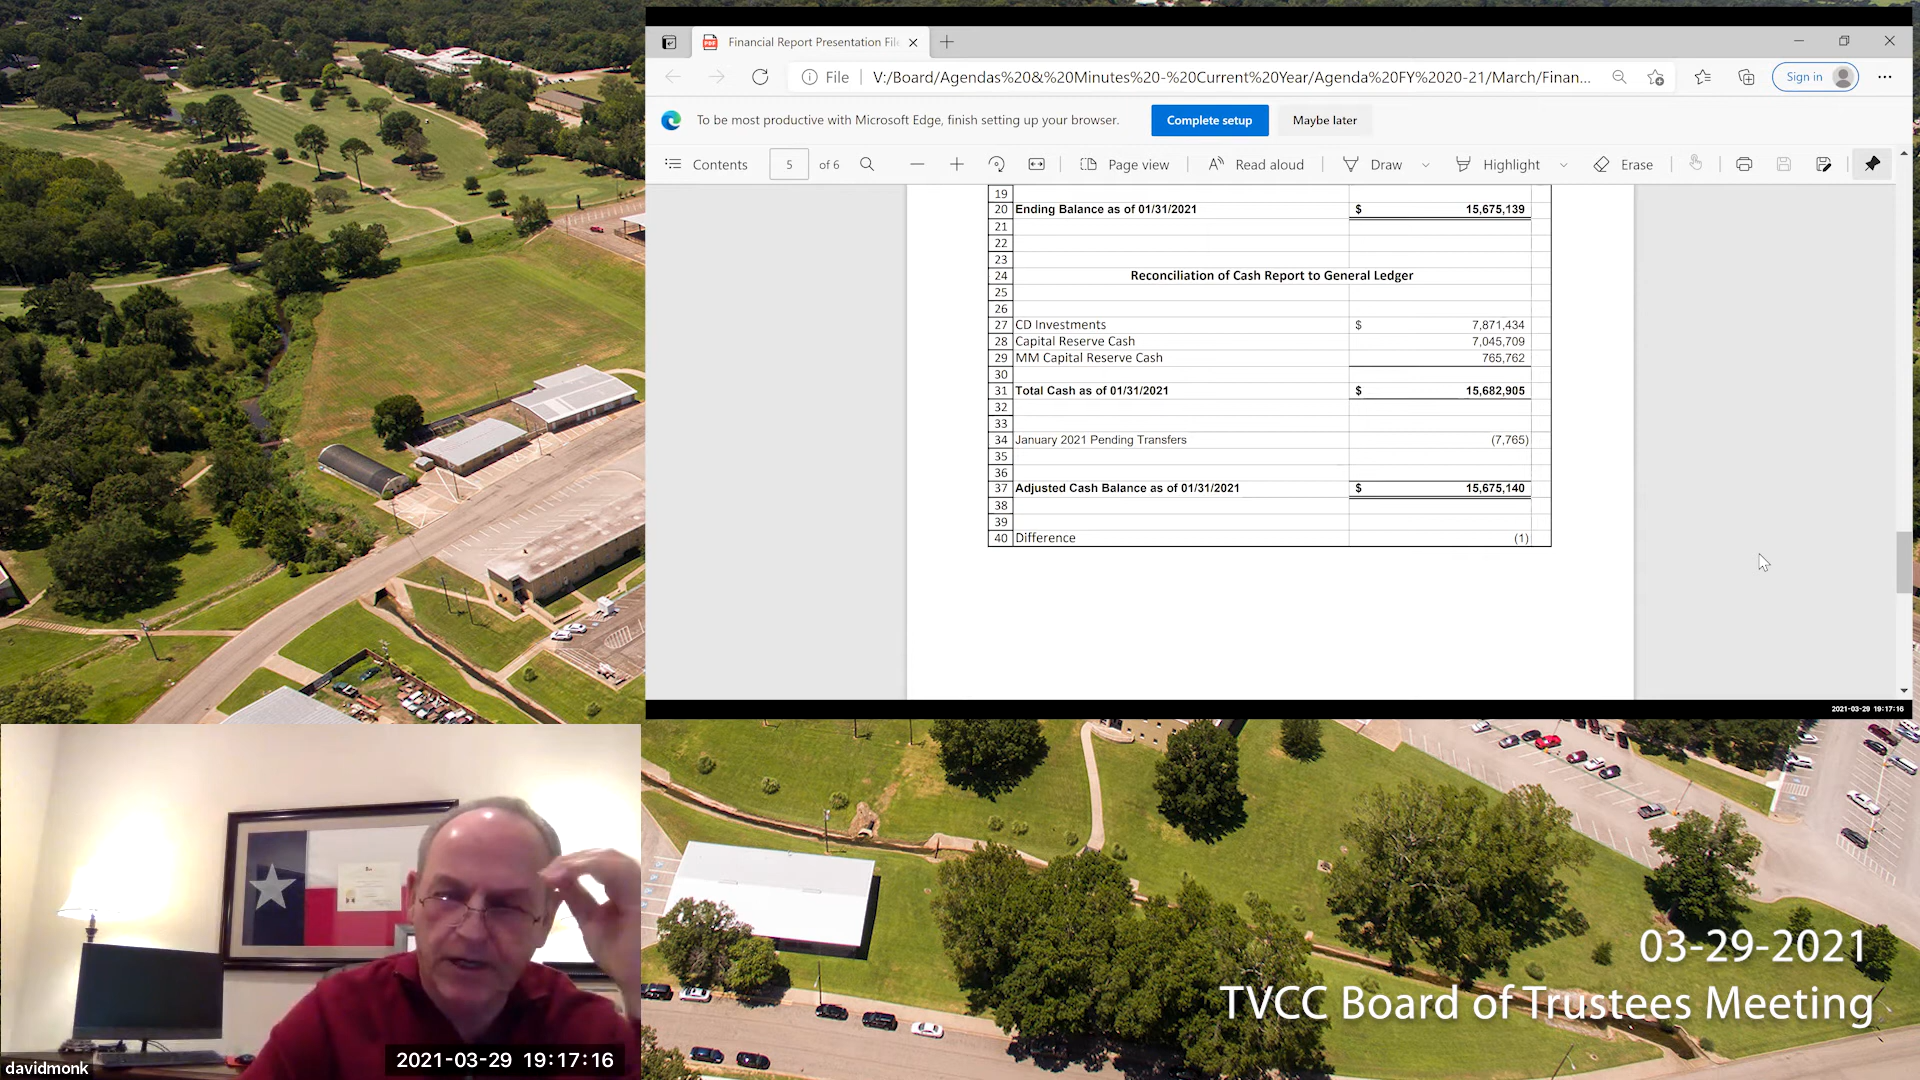 Financial Report Presentation Fil
File V:/Board/Agendas%20&%20Minutes%20-%20Current%20Year/Agenda%20FY%2020-21/March/Finan... Sign in
To be most productive with Microsoft Edge, finish setting up your browser. Complete setup Maybe later
Contents 5 of 6 Page view Read aloud Draw Highlight Erase
19
20 Ending Balance as of 01/31/2021 $ 15,675,139
21
22
23
24 Reconciliation of Cash Report to General Ledger
25
26
27 CD Investments $ 7,871,434
28 Capital Reserve Cash 7,045,709
29 MM Capital Reserve Cash 765,762
30
31 Total Cash as of 01/31/2021 $ 15,682,905
32
33
34 January 2021 Pending Transfers (7,765)
35
36
37 Adjusted Cash Balance as of 01/31/2021 $ 15,675,140
38
39
40 Difference (1)
2021-03-29 19:17:16
03-29-2021
TVCC Board of Trustees Meeting
2021-03-29 19:17:16
davidmonk